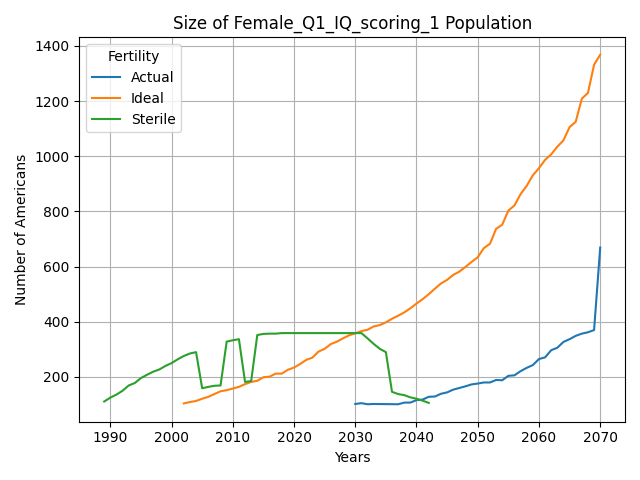 Size of Female_Q1_IQ_scoring_1 Population
Fertility
Actual
Ideal
Sterile
Number of Americans
1400
1200
1000
800
600
400
200
1990 2000 2010 2020 2030 2040 2050 2060 2070
Years